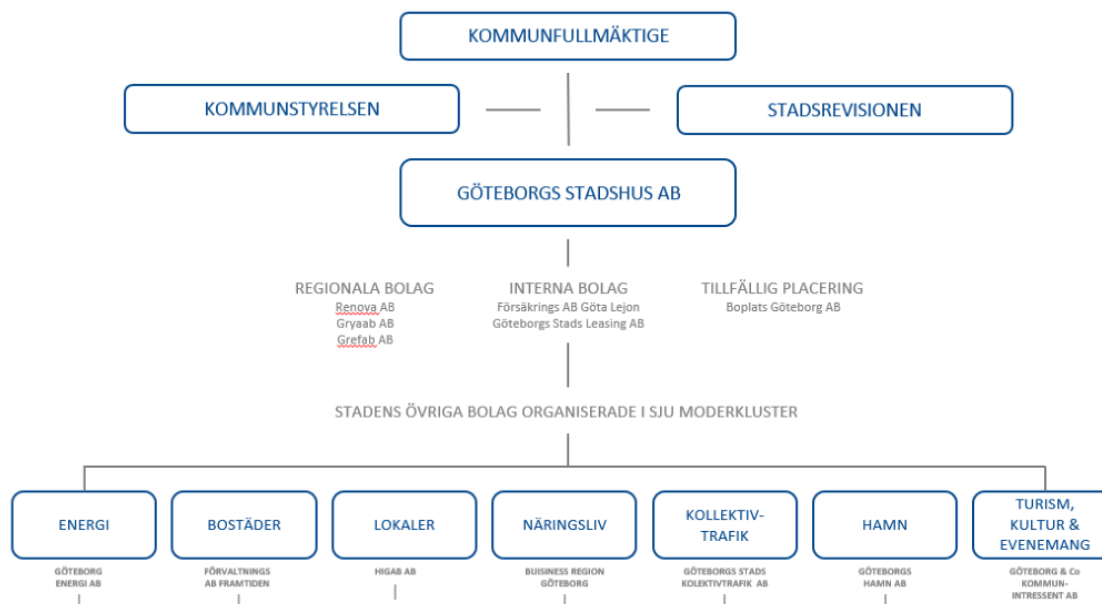 KOMMUNFULLMÄKTIGE
KOMMUNSTYRELSEN
STADSREVISIONEN
GÖTEBORGS STADSHUS AB
REGIONALA BOLAG
Renova AB
Gryaab AB
Grefab AB
INTERNA BOLAG
Försäkrings AB Göta Lejon
Göteborgs Stads Leasing AB
TILLFÄLLIG PLACERING
Boplats Göteborg AB
STADENS ÖVRIGA BOLAG ORGANISERADE I SJU MODERKLUSTER
ENERGI
GÖTEBORG
ENERGI AB
BOSTÄDER
FÖRVALTNINGS
AB FRAMTIDEN
LOKALER
HIGAB AB
NÄRINGSLIV
BUISINESS REGION
GÖTEBORG
KOLLEKTIV-
TRAFIK
GÖTEBORGS STADS
KOLEKTIVTRAFIK AB
HAMN
GÖTEBORGS
HAMN AB
TURISM,
KULTUR &
EVENEMANG
GÖTEBORG & Co
KOMMUN-
INTRESSENT AB